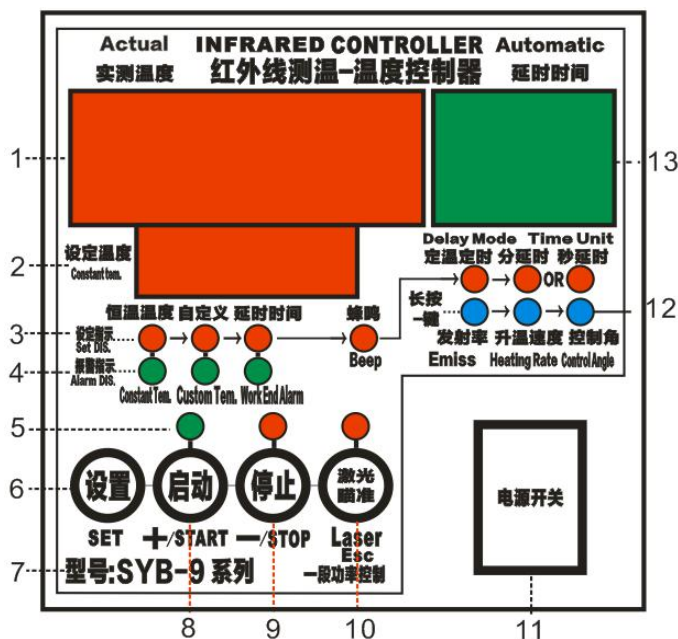 Actual INFRARED CONTROLLER Automatic
实测温度 红外线测温-温度控制器 延时时间
1
13
设定温度
Constant tem.
2
Delay Mode Time Unit
定温定时 分延时 秒延时
OR
恒温温度 自定义 延时时间 蜂鸣
长按
一键
12
3
设定指示
Set DIS.
Beep
发射率 升温速度 控制角
Emiss Heating Rate Control Angle
4
报警指示
Alarm DIS.
Constant Tem. Custom Tem. Work End Alarm
5
6
设置 启动 停止 激光
瞄准
电源开关
SET +/START -/STOP Laser
Esc
7
型号:SYB-9 系列 一段功率控制
8 9 10 11